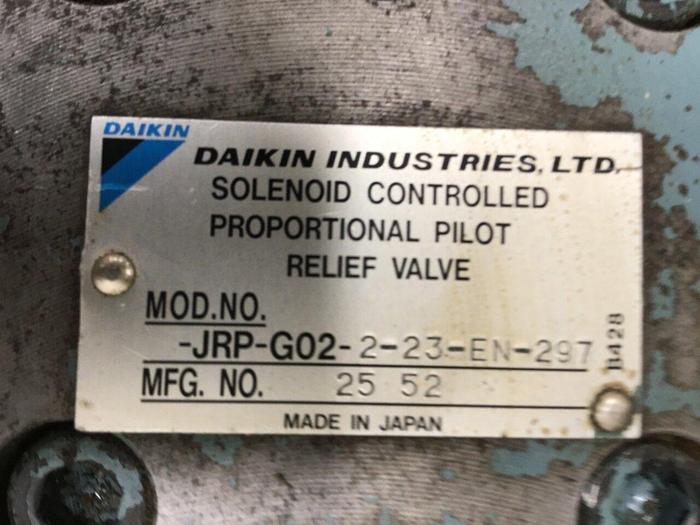 DAIKIN
DAIKIN INDUSTRIES, LTD.
SOLENOID CONTROLLED
PROPORTIONAL PILOT
RELIEF VALVE
MOD.NO.
-JRP-G02-2-23-EN-297
B428
MFG. NO. 25 52
MADE IN JAPAN